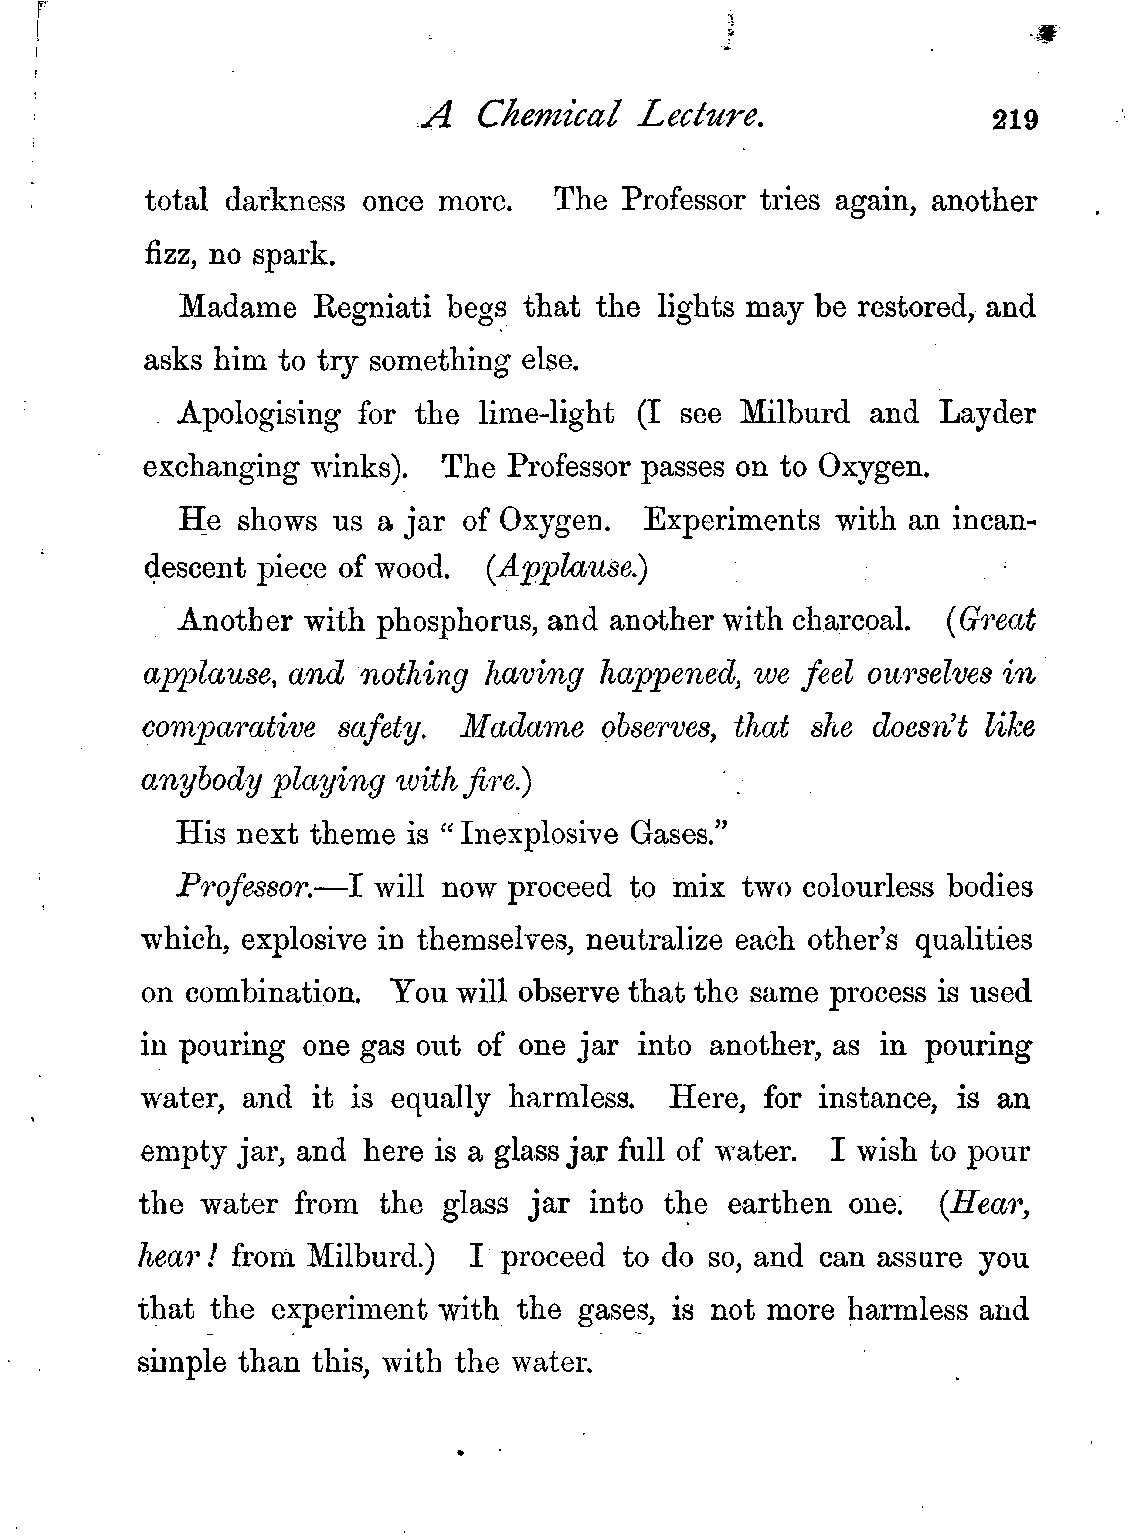 A Chemical Lecture. 219
total darkness once more. The Professor tries again, another
fizz, no spark.
Madame Regniati begs that the lights may be restored, and
asks him to try something else.
Apologising for the lime-light (I see Milburd and Layder
exchanging winks). The Professor passes on to Oxygen.
He shows us a jar of Oxygen. Experiments with an incan-
descent piece of wood. (Applause.)
Another with phosphorus, and another with charcoal. (Great
applause, and nothing having happened, we feel ourselves in
comparative safety. Madame observes, that she doesn't like
anybody playing with fire.)
His next theme is "Inexplosive Gases."
Professor.—I will now proceed to mix two colourless bodies
which, explosive in themselves, neutralize each other's qualities
on combination. You will observe that the same process is used
in pouring one gas out of one jar into another, as in pouring
water, and it is equally harmless. Here, for instance, is an
empty jar, and here is a glass jar full of water. I wish to pour
the water from the glass jar into the earthen one. (Hear,
hear! from Milburd.) I proceed to do so, and can assure you
that the experiment with the gases, is not more harmless and
simple than this, with the water.